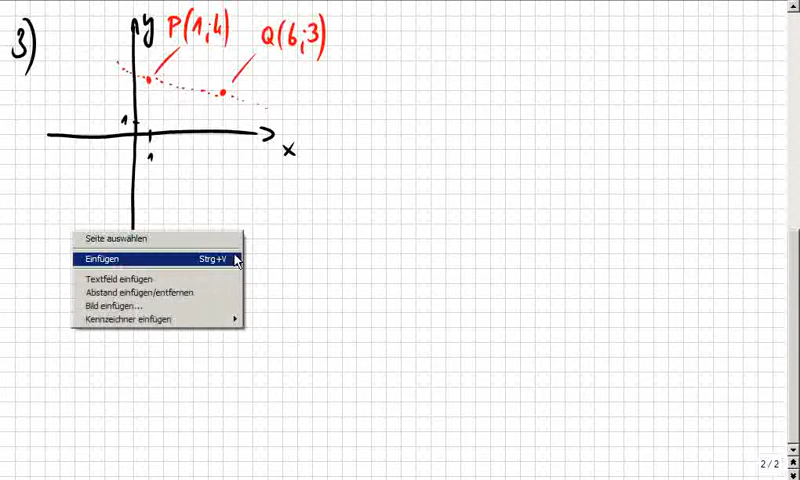 3)
y
P(1;4)
Q(6;3)
1
1
x
Seite auswählen
Einfügen Strg+V
Textfeld einfügen
Abstand einfügen/entfernen
Bild einfügen...
Kennzeichner einfügen
2 / 2